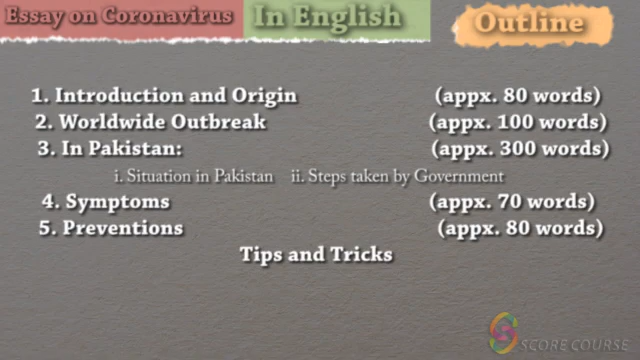 Essay on Coronavirus In English Outline
1. Introduction and Origin (appx. 80 words)
2. Worldwide Outbreak (appx. 100 words)
3. In Pakistan: (appx. 300 words)
i. Situation in Pakistan ii. Steps taken by Government
4. Symptoms (appx. 70 words)
5. Preventions (appx. 80 words)
Tips and Tricks
SCORE COURSE